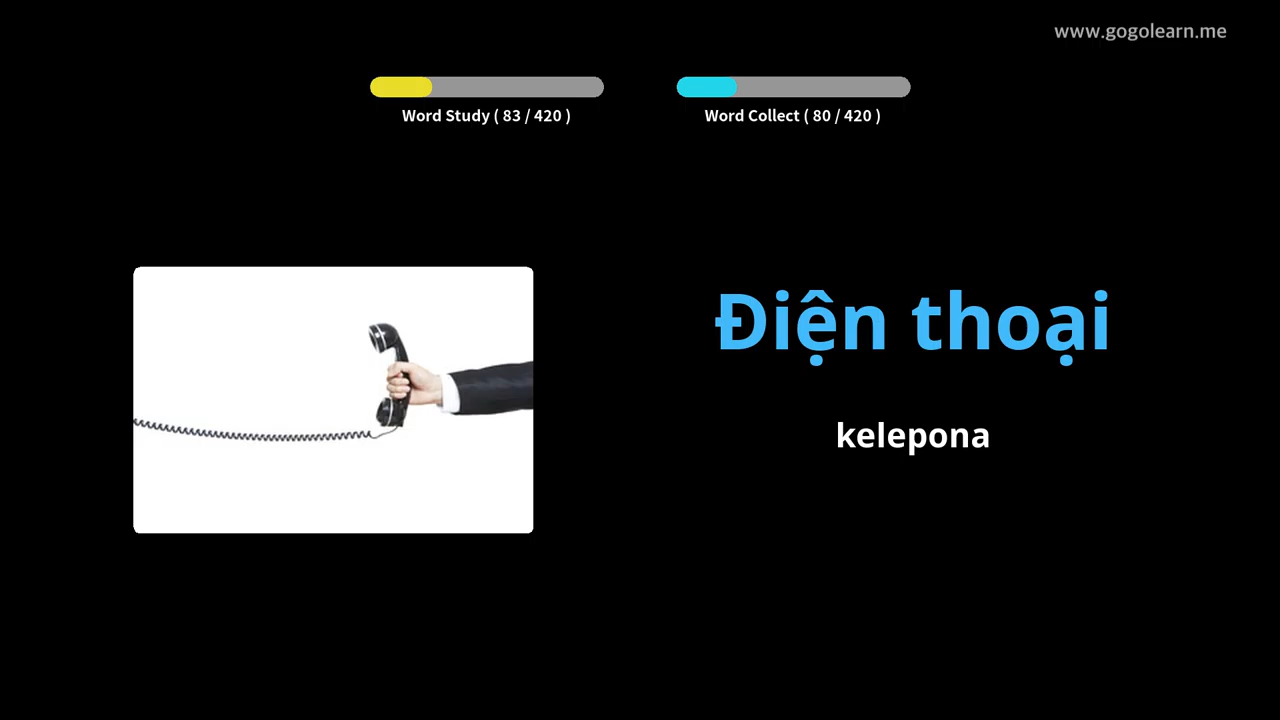 www.gogolearn.me
Word Study ( 83 / 420 )
Word Collect ( 80 / 420 )
Điện thoại
kelepona